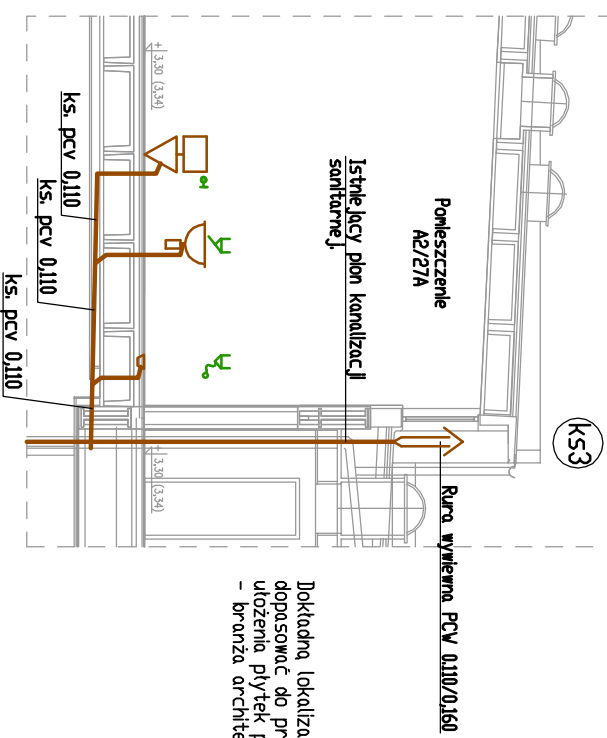 ks3
Pomieszczenie
A2/27A
Istniejący pion kanalizacji
sanitarnej.
Rura wywiewna PCW 0.110/0,160
+ 3,30 (3,34)
+ 3,30 (3,34)
ks. pcv 0,110
ks. pcv 0,110
ks. pcv 0,110
Dokładną lokaliza
dopasować do pr
ułożenia płytek p
- branża archite